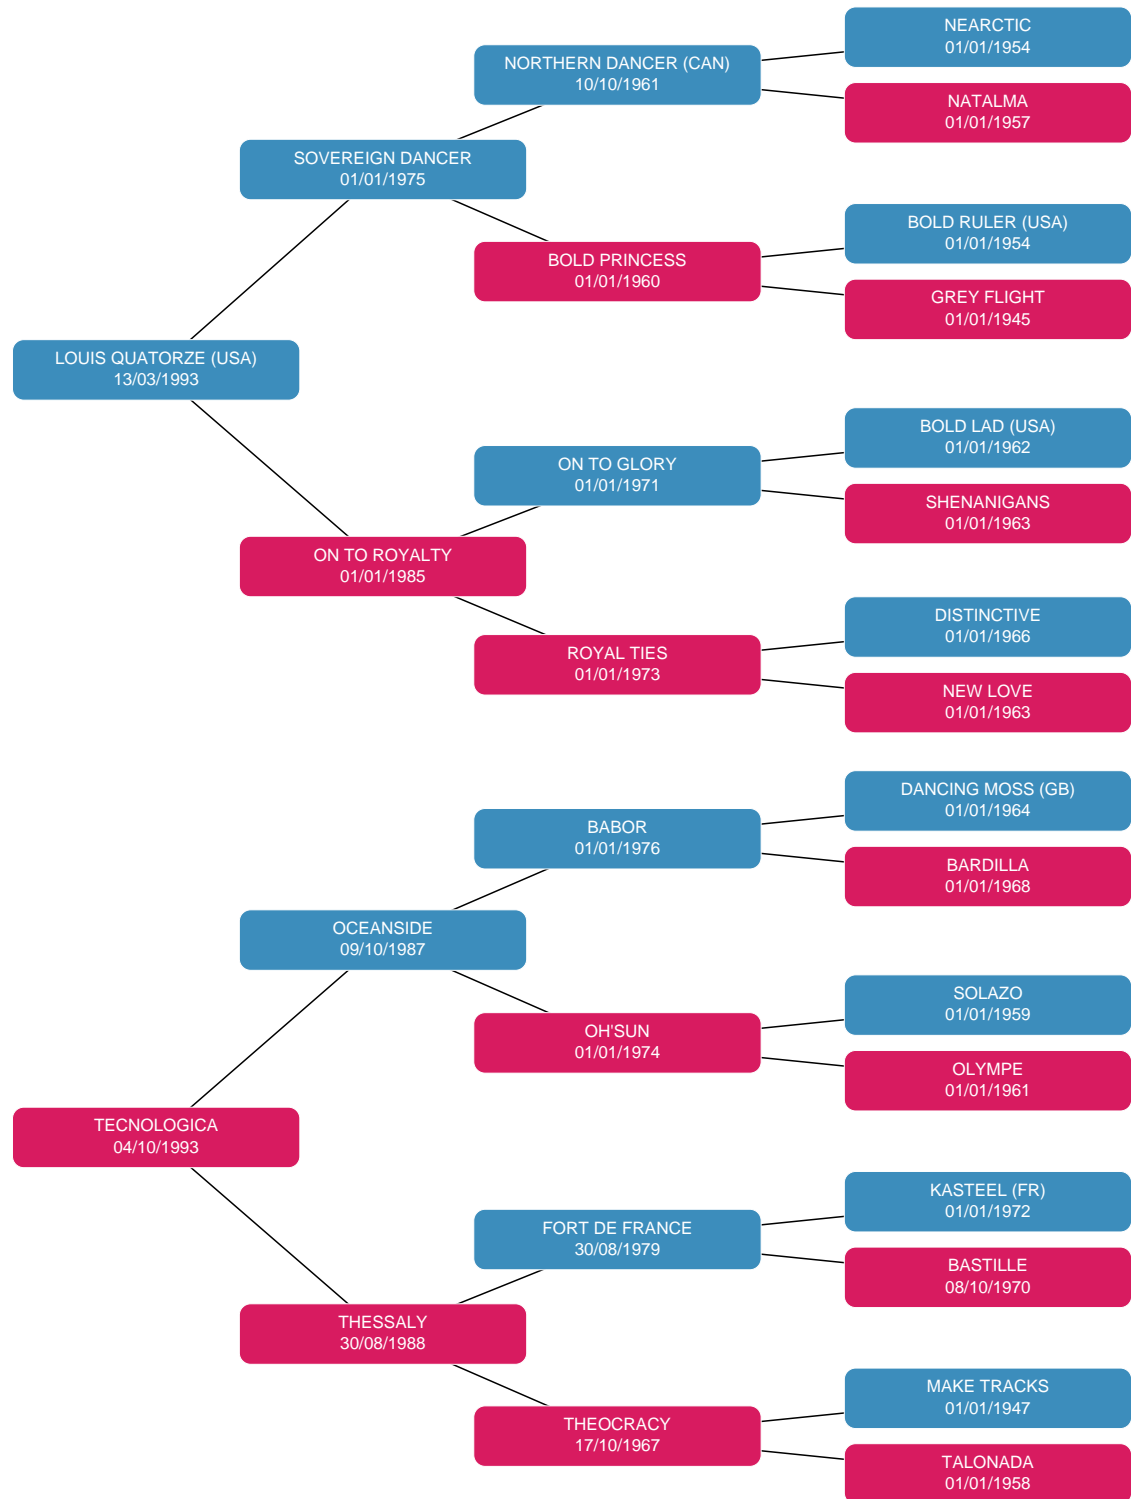 NEARCTIC
01/01/1954
NORTHERN DANCER (CAN)
10/10/1961
NATALMA
01/01/1957
SOVEREIGN DANCER
01/01/1975
BOLD RULER (USA)
01/01/1954
BOLD PRINCESS
01/01/1960
GREY FLIGHT
01/01/1945
LOUIS QUATORZE (USA)
13/03/1993
BOLD LAD (USA)
01/01/1962
ON TO GLORY
01/01/1971
SHENANIGANS
01/01/1963
ON TO ROYALTY
01/01/1985
DISTINCTIVE
01/01/1966
ROYAL TIES
01/01/1973
NEW LOVE
01/01/1963
DANCING MOSS (GB)
01/01/1964
BABOR
01/01/1976
BARDILLA
01/01/1968
OCEANSIDE
09/10/1987
SOLAZO
01/01/1959
OH'SUN
01/01/1974
OLYMPE
01/01/1961
TECNOLOGICA
04/10/1993
KASTEEL (FR)
01/01/1972
FORT DE FRANCE
30/08/1979
BASTILLE
08/10/1970
THESSALY
30/08/1988
MAKE TRACKS
01/01/1947
THEOCRACY
17/10/1967
TALONADA
01/01/1958